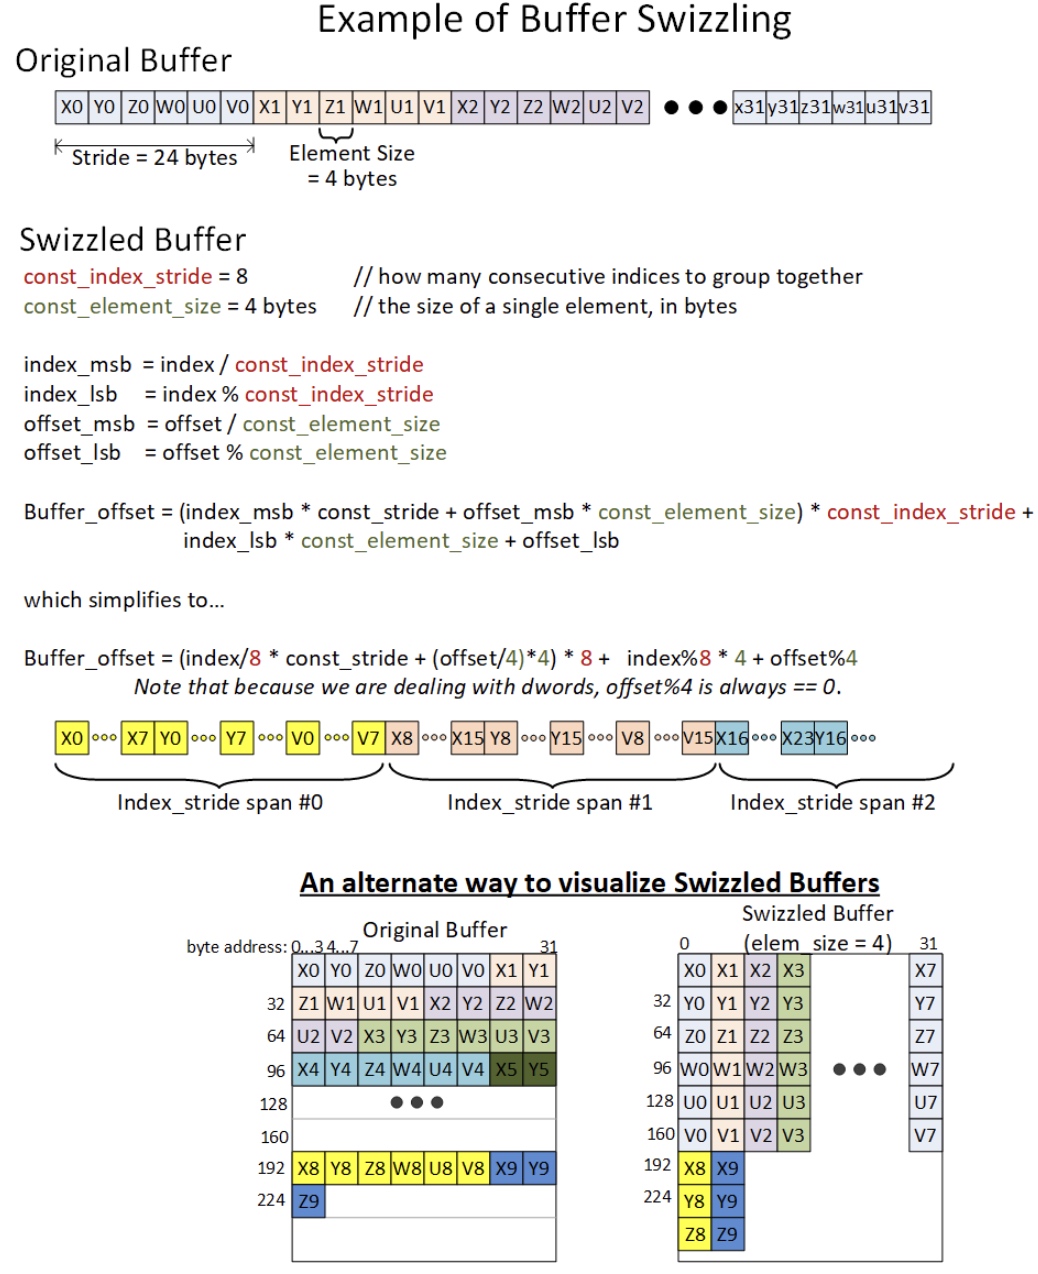 Example of Buffer Swizzling
Original Buffer
X0 Y0 Z0 W0 U0 V0 X1 Y1 Z1 W1 U1 V1 X2 Y2 Z2 W2 U2 V2 ● ● ● x31 y31 z31 w31 u31 v31
Stride = 24 bytes
Element Size
= 4 bytes
Swizzled Buffer
const_index_stride = 8 // how many consecutive indices to group together
const_element_size = 4 bytes // the size of a single element, in bytes
index_msb = index / const_index_stride
index_lsb = index % const_index_stride
offset_msb = offset / const_element_size
offset_lsb = offset % const_element_size
Buffer_offset = (index_msb * const_stride + offset_msb * const_element_size) * const_index_stride +
index_lsb * const_element_size + offset_lsb
which simplifies to...
Buffer_offset = (index/8 * const_stride + (offset/4)*4) * 8 + index%8 * 4 + offset%4
Note that because we are dealing with dwords, offset%4 is always == 0.
X0 ooo X7 Y0 ooo Y7 ooo V0 ooo V7 X8 ooo X15 Y8 ooo Y15 ooo V8 ooo V15 X16 ooo X23 Y16 ooo
Index_stride span #0 Index_stride span #1 Index_stride span #2
An alternate way to visualize Swizzled Buffers
Original Buffer
byte address: 0...3 4...7 31
X0 Y0 Z0 W0 U0 V0 X1 Y1
32 Z1 W1 U1 V1 X2 Y2 Z2 W2
64 U2 V2 X3 Y3 Z3 W3 U3 V3
96 X4 Y4 Z4 W4 U4 V4 X5 Y5
128 ● ● ●
160
192 X8 Y8 Z8 W8 U8 V8 X9 Y9
224 Z9
Swizzled Buffer
0 (elem_size = 4) 31
X0 X1 X2 X3 X7
32 Y0 Y1 Y2 Y3 Y7
64 Z0 Z1 Z2 Z3 Z7
96 W0 W1 W2 W3 ● ● ● W7
128 U0 U1 U2 U3 U7
160 V0 V1 V2 V3 V7
192 X8 X9
224 Y8 Y9
Z8 Z9